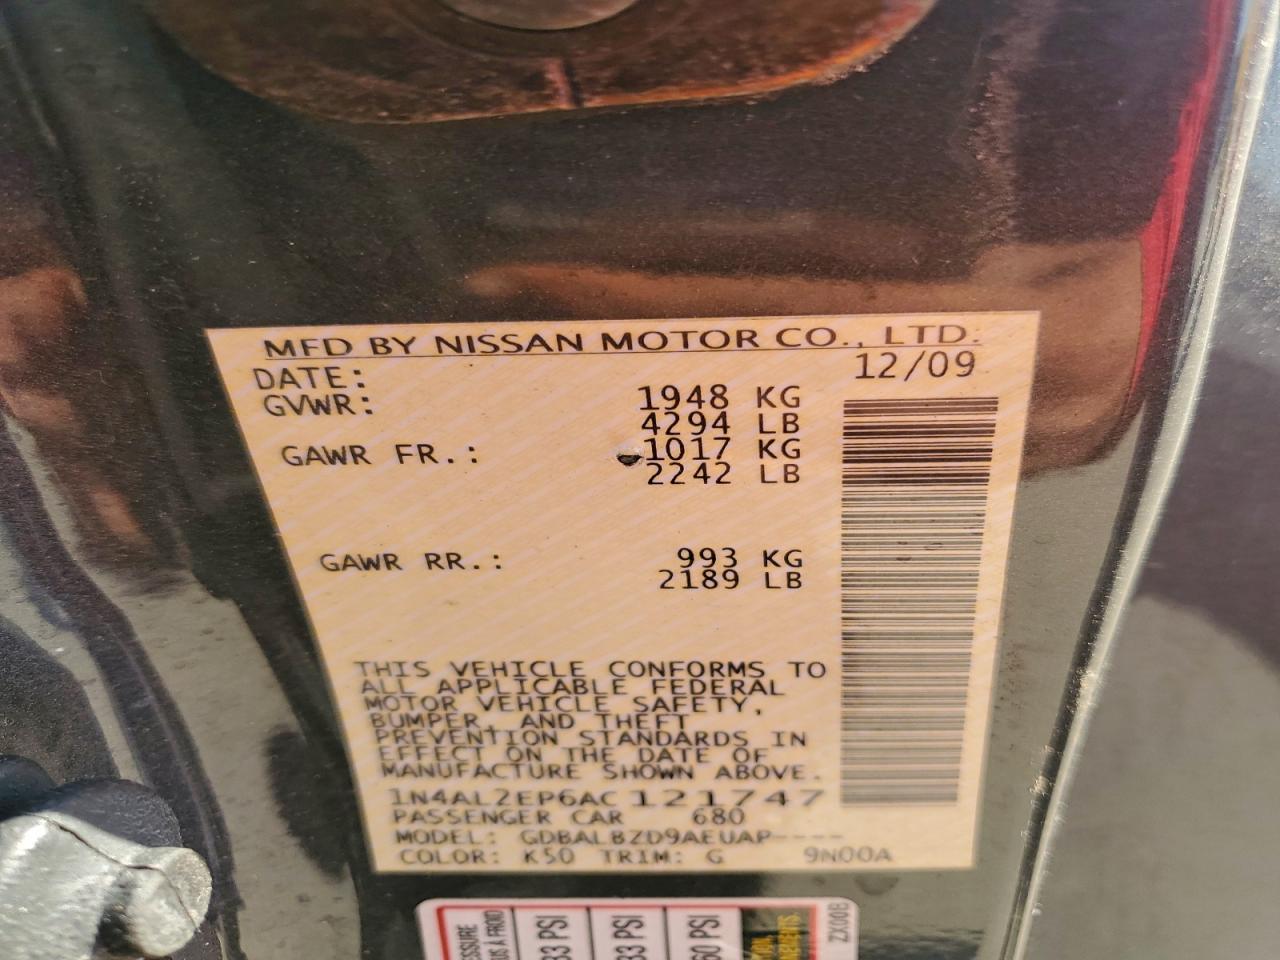 MFD BY NISSAN MOTOR CO., LTD.
DATE: 12/09
GVWR: 1948 KG
4294 LB
GAWR FR.: 1017 KG
2242 LB
GAWR RR.: 993 KG
2189 LB
THIS VEHICLE CONFORMS TO
ALL APPLICABLE FEDERAL
MOTOR VEHICLE SAFETY,
BUMPER, AND THEFT
PREVENTION STANDARDS IN
EFFECT ON THE DATE OF
MANUFACTURE SHOWN ABOVE.
1N4AL2EP6AC121747
PASSENGER CAR 680
MODEL: GDBALBZD9AEUAP----
COLOR: K50 TRIM: G 9N00A
33 PSI
33 PSI
60 PSI
ZX00B